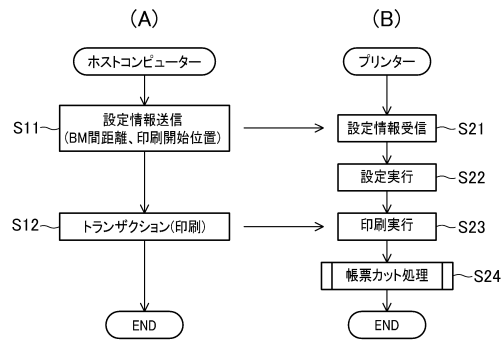 (A)
(B)
ホストコンピューター
プリンター
S11
設定情報送信
(BM間距離、印刷開始位置)
設定情報受信
S21
設定実行
S22
S12
トランザクション(印刷)
印刷実行
S23
帳票カット処理
S24
END
END